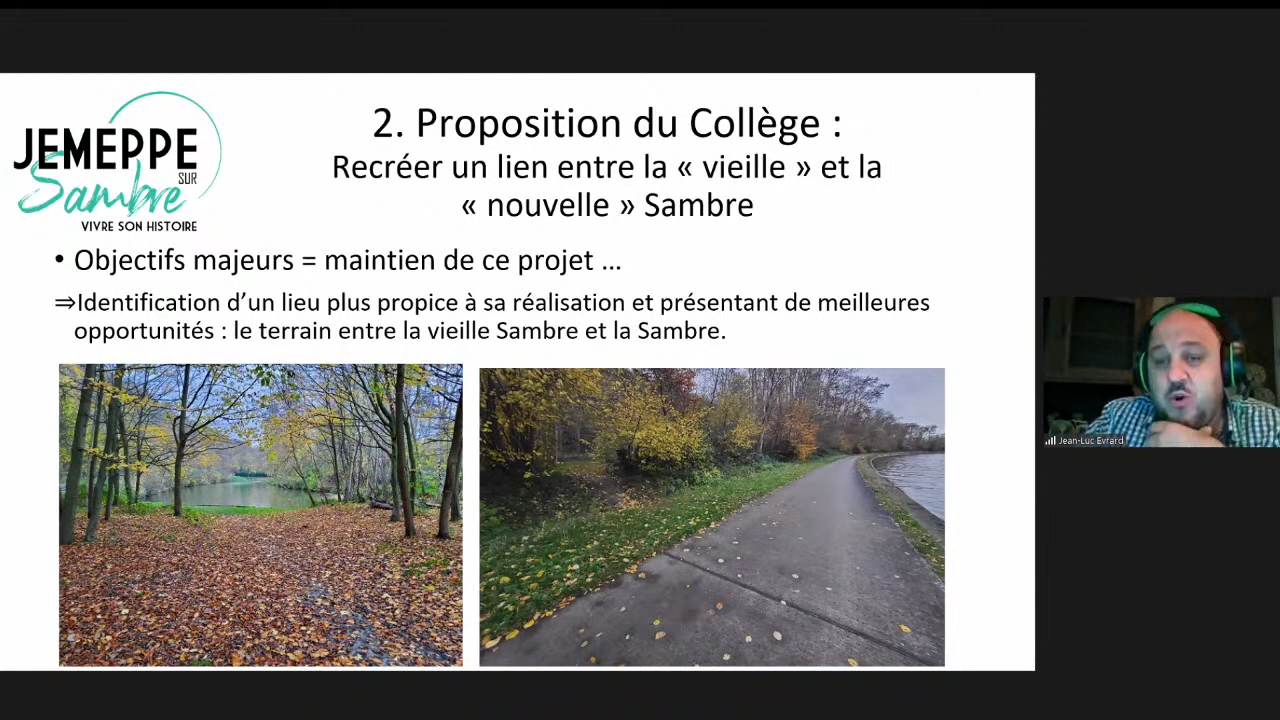 JEMEPPE
SUR
Sambre
VIVRE SON HISTOIRE
2. Proposition du Collège :
Recréer un lien entre la « vieille » et la
« nouvelle » Sambre
• Objectifs majeurs = maintien de ce projet …
⇒Identification d’un lieu plus propice à sa réalisation et présentant de meilleures
opportunités : le terrain entre la vieille Sambre et la Sambre.
Jean-Luc Evrard